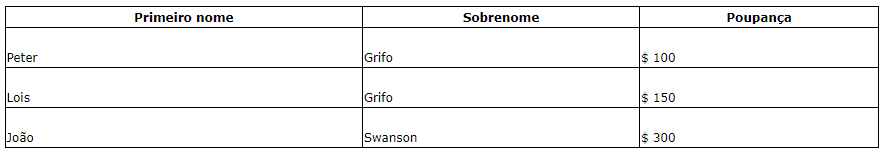 Primeiro nome Sobrenome Poupança
Peter Grifo $ 100
Lois Grifo $ 150
João Swanson $ 300